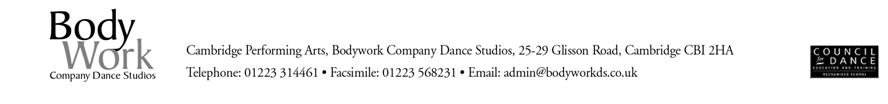 Body
Work
Company Dance Studios
Cambridge Performing Arts, Bodywork Company Dance Studios, 25-29 Glisson Road, Cambridge CB1 2HA
Telephone: 01223 314461 • Facsimile: 01223 568231 • Email: admin@bodyworkds.co.uk
COUNCIL
for DANCE
EDUCATION AND TRAINING
RECOGNISED SCHOOL